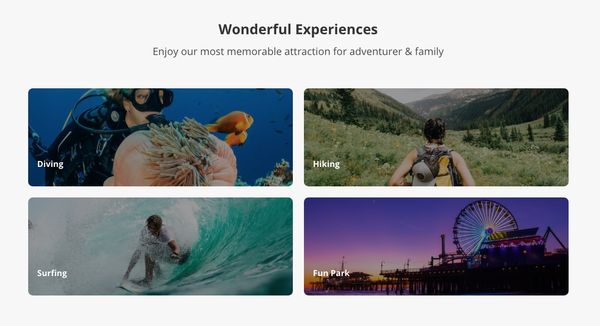 Wonderful Experiences
Enjoy our most memorable attraction for adventurer & family
Diving
Hiking
Surfing
Fun Park